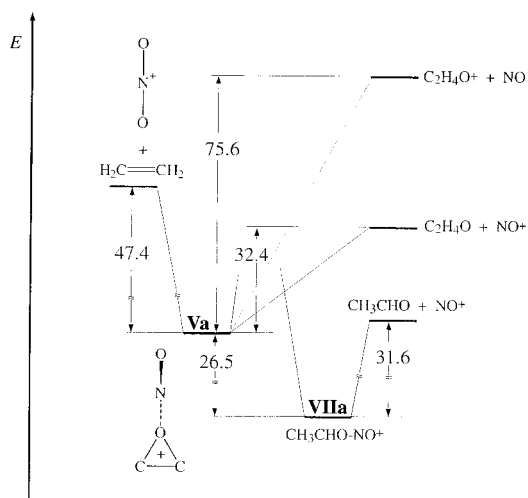 E
O
N+
O
+
H2C=CH2
47.4
75.6
32.4
C2H4O+ + NO
C2H4O + NO+
Va
26.5
CH3CHO + NO+
31.6
VIIa
CH3CHO-NO+
O
N
O
+
C C